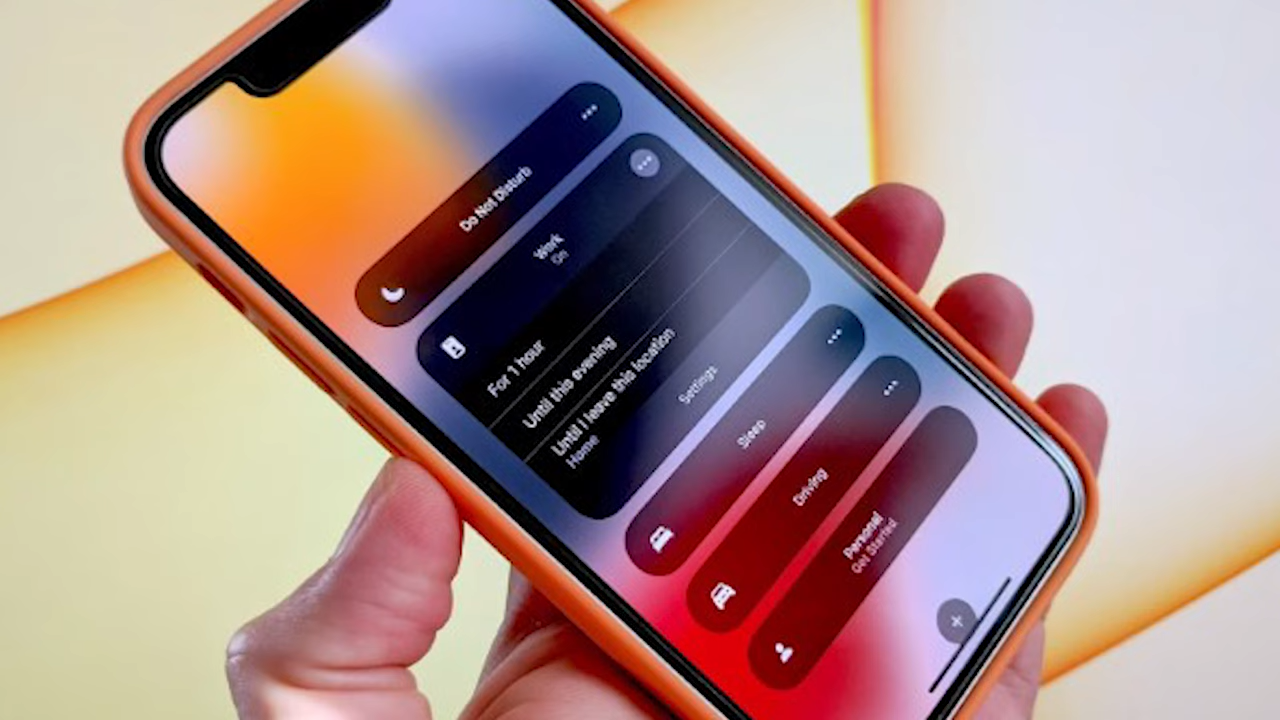 Do Not Disturb
Work
On
For 1 hour
Until this evening
Until I leave this location
Home
Settings
Sleep
Driving
Personal
Get Started